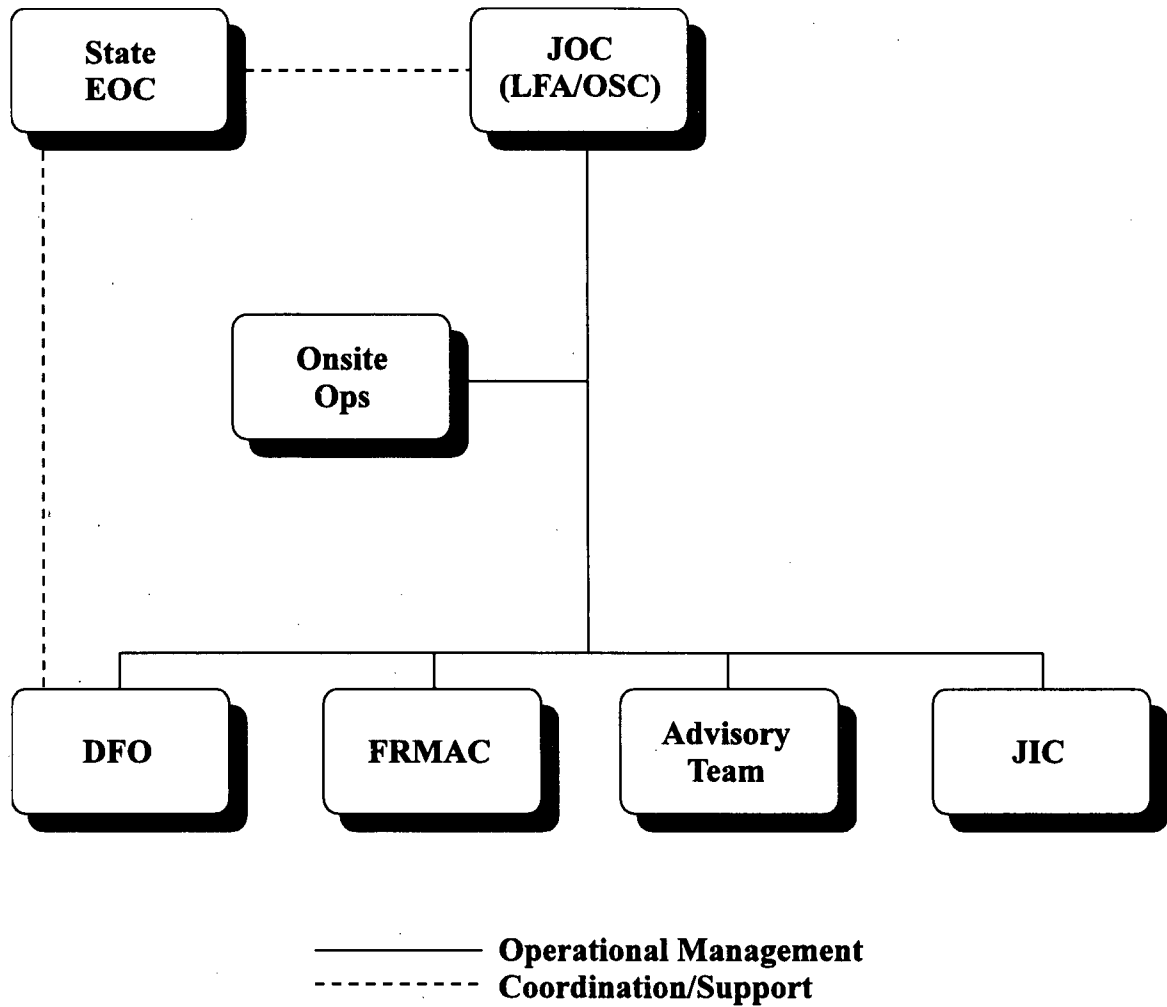 State
EOC
JOC
(LFA/OSC)
Onsite
Ops
DFO
FRMAC
Advisory
Team
JIC
Operational Management
Coordination/Support